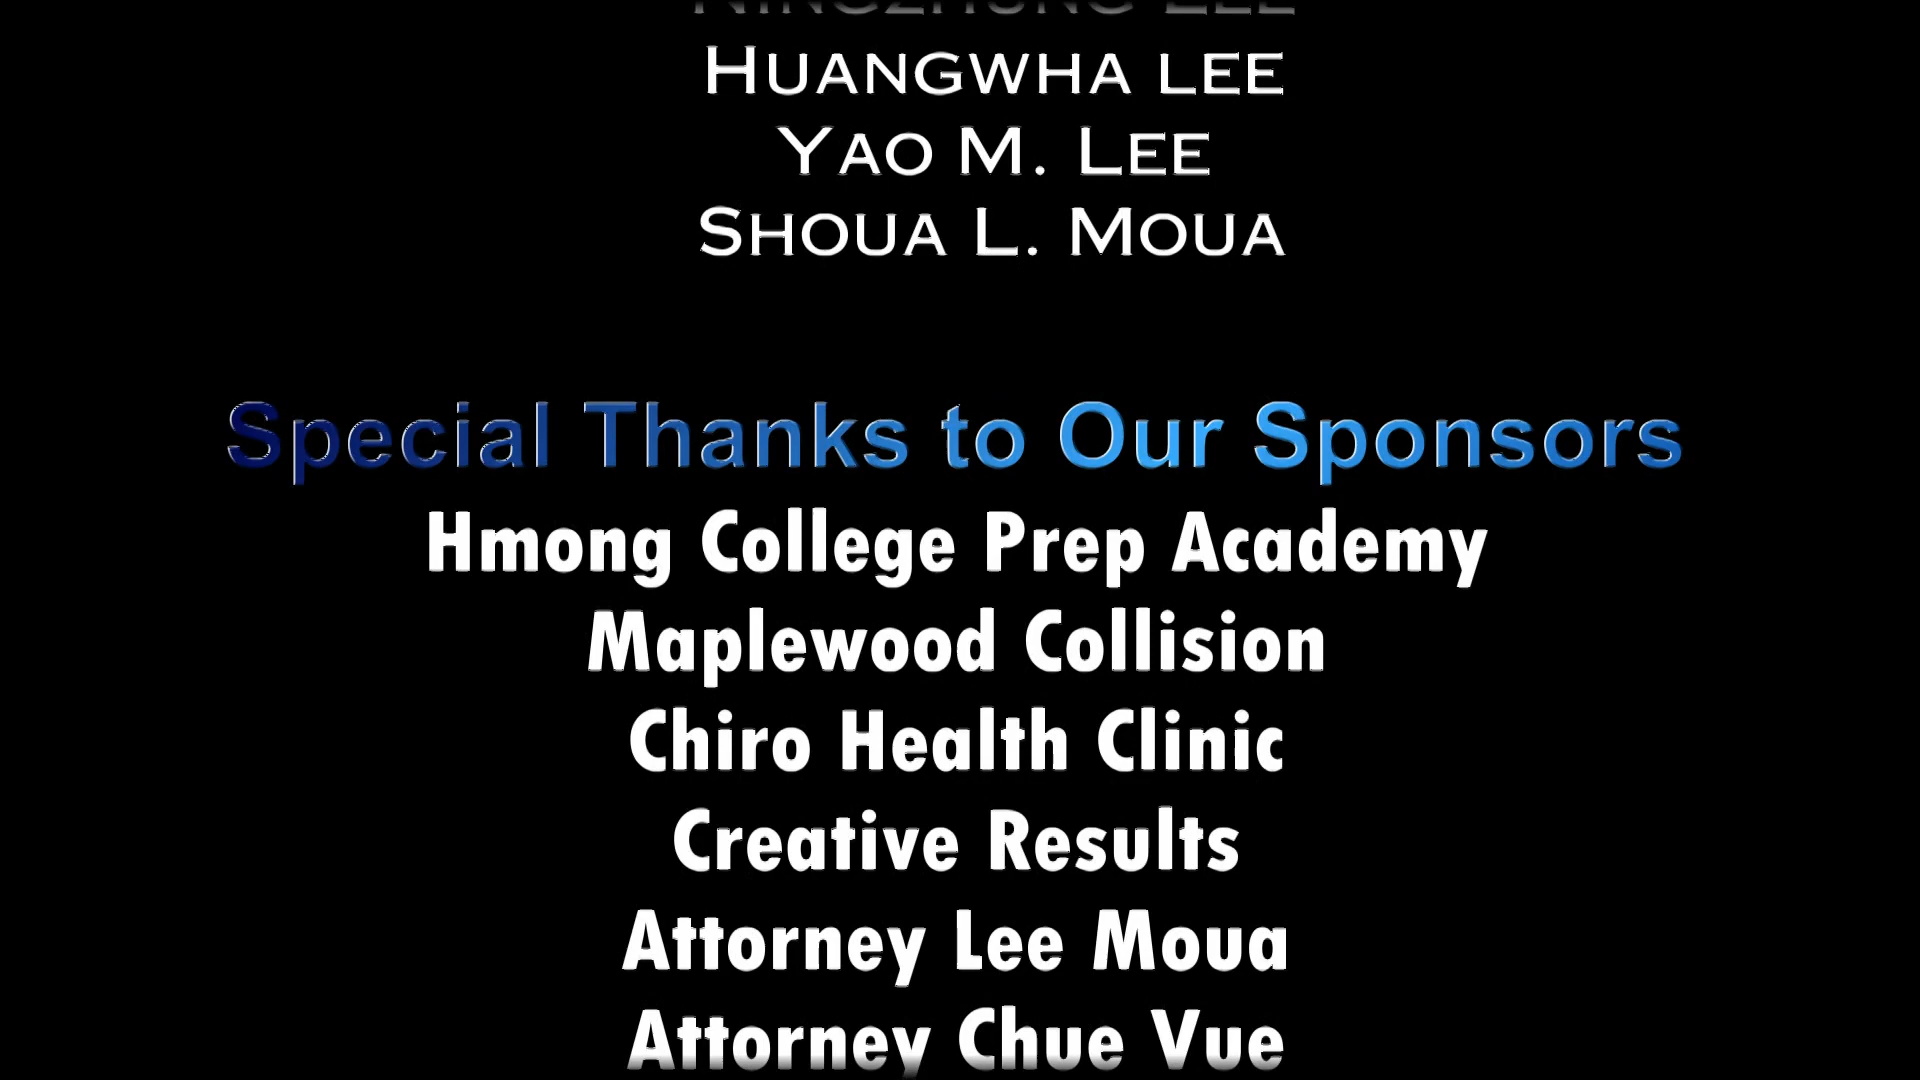 Huangwha lee
Yao M. Lee
Shoua L. Moua
Special Thanks to Our Sponsors
Hmong College Prep Academy
Maplewood Collision
Chiro Health Clinic
Creative Results
Attorney Lee Moua
Attorney Chue Vue